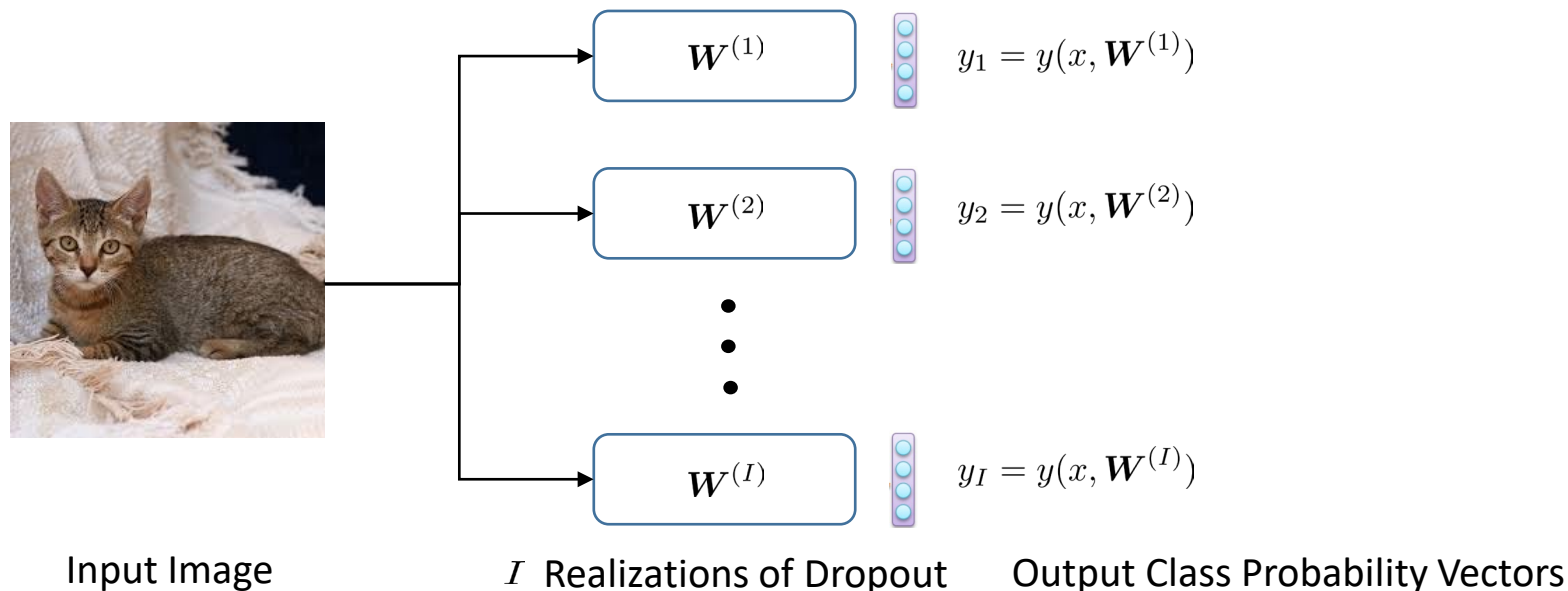 𝑾^(1)
y_1 = y(x, 𝑾^(1))
𝑾^(2)
y_2 = y(x, 𝑾^(2))
𝑾^(I)
y_I = y(x, 𝑾^(I))
Input Image
I Realizations of Dropout
Output Class Probability Vectors